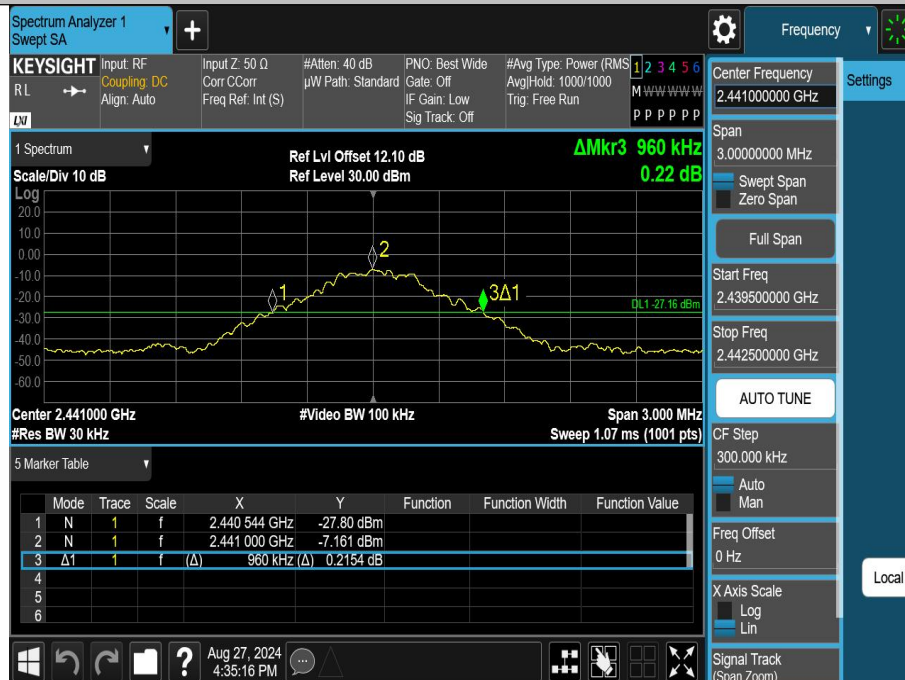 Spectrum Analyzer 1
Swept SA
+
Frequency
KEYSIGHT
RL
LXI
Input: RF
Coupling: DC
Align: Auto
Input Z: 50 Ω
Corr CCorr
Freq Ref: Int (S)
#Atten: 40 dB
µW Path: Standard
PNO: Best Wide
Gate: Off
IF Gain: Low
Sig Track: Off
#Avg Type: Power (RMS
Avg|Hold: 1000/1000
Trig: Free Run
1 2 3 4 5 6
M W W W W W
P P P P P P
1 Spectrum
Scale/Div 10 dB
Ref Lvl Offset 12.10 dB
Ref Level 30.00 dBm
ΔMkr3 960 kHz
0.22 dB
Log
20.0
10.0
0.00
-10.0
-20.0
-30.0
-40.0
-50.0
-60.0
2
1
3Δ1
DL1 -27.16 dBm
Center 2.441000 GHz
#Video BW 100 kHz
Span 3.000 MHz
#Res BW 30 kHz
Sweep 1.07 ms (1001 pts)
5 Marker Table
Mode Trace Scale X Y Function Function Width Function Value
1 N 1 f 2.440 544 GHz -27.80 dBm
2 N 1 f 2.441 000 GHz -7.161 dBm
3 Δ1 1 f (Δ) 960 kHz (Δ) 0.2154 dB
4
5
6
?
Aug 27, 2024
4:35:16 PM
Center Frequency
2.441000000 GHz
Settings
Span
3.00000000 MHz
Swept Span
Zero Span
Full Span
Start Freq
2.439500000 GHz
Stop Freq
2.442500000 GHz
AUTO TUNE
CF Step
300.000 kHz
Auto
Man
Freq Offset
0 Hz
Local
X Axis Scale
Log
Lin
Signal Track
(Span Zoom)